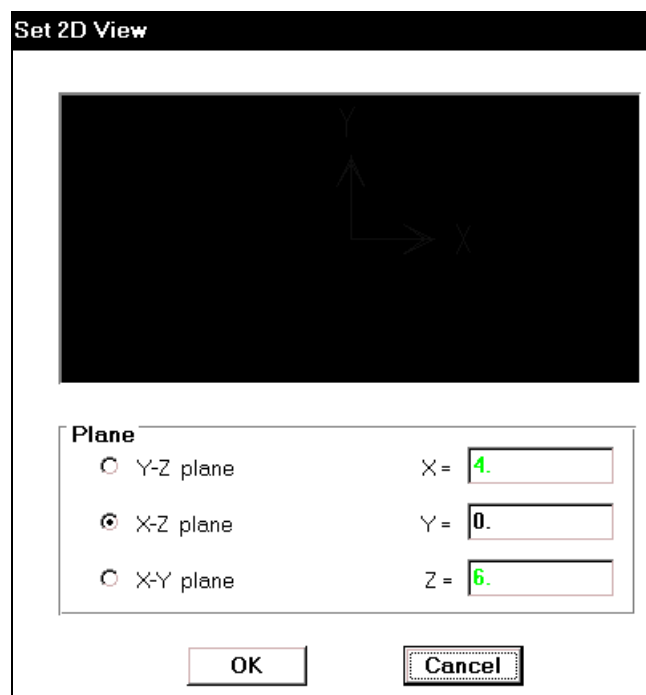 Set 2D View
Y
X
Plane
Y-Z plane X = 4.
X-Z plane Y = 0.
X-Y plane Z = 6.
OK Cancel